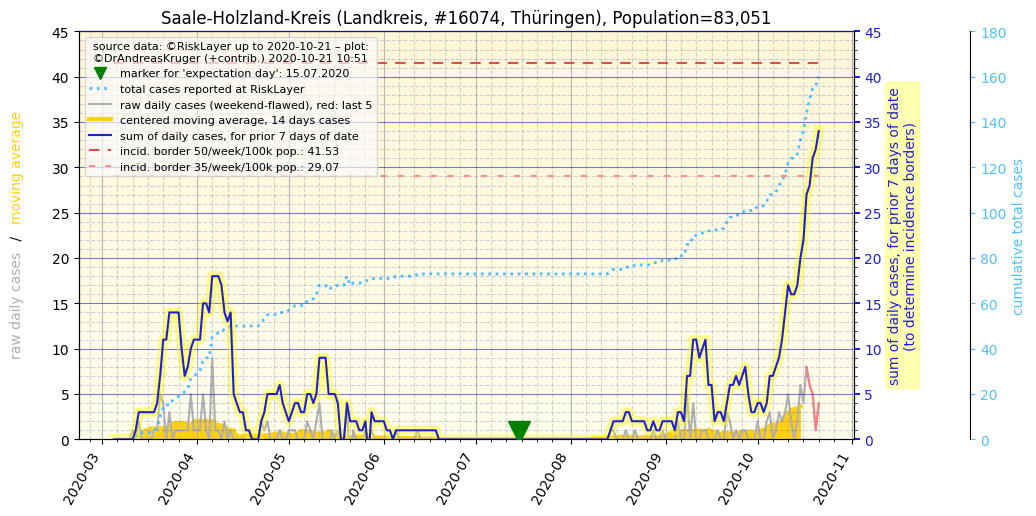 Saale-Holzland-Kreis (Landkreis, #16074, Thüringen), Population=83,051
source data: ©RiskLayer up to 2020-10-21 – plot:
©DrAndreasKruger (+contrib.) 2020-10-21 10:51
marker for 'expectation day': 15.07.2020
total cases reported at RiskLayer
raw daily cases (weekend-flawed), red: last 5
centered moving average, 14 days cases
sum of daily cases, for prior 7 days of date
incid. border 50/week/100k pop.: 41.53
incid. border 35/week/100k pop.: 29.07
raw daily cases / moving average
45
40
35
30
25
20
15
10
5
0
2020-03
2020-04
2020-05
2020-06
2020-07
2020-08
2020-09
2020-10
2020-11
45
40
35
30
25
20
15
10
5
0
sum of daily cases, for prior 7 days of date
(to determine incidence borders)
180
160
140
120
100
80
60
40
20
0
cumulative total cases